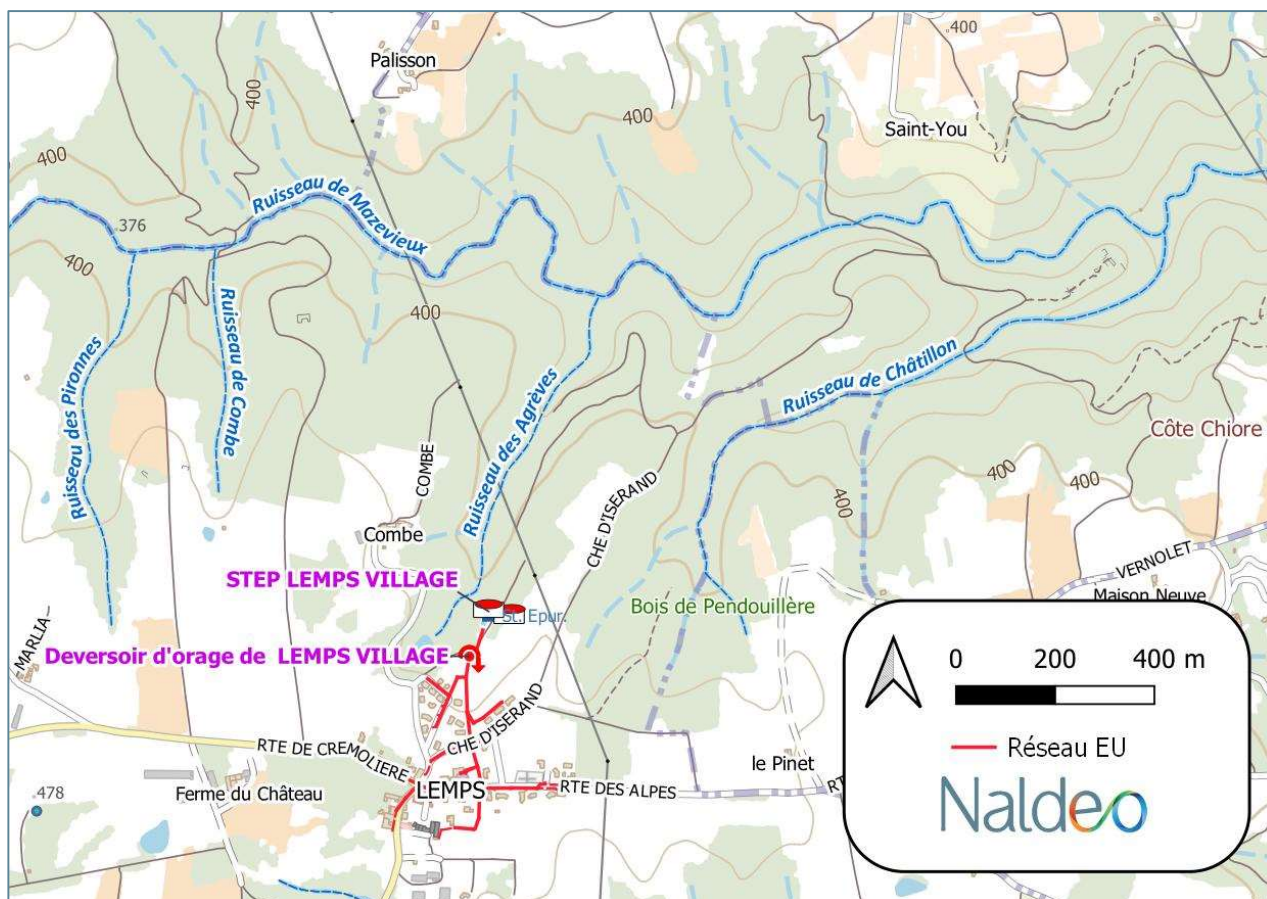 Palisson
400
400
400
Saint-You
400
400
Ruisseau de Mazevieux
376
400
400
Ruisseau des Pironnes
Ruisseau de Combe
Ruisseau des Agrèves
Ruisseau de Châtillon
Côte Chiore
COMBE
CHE D'ISERAND
400
400
400
Combe
VERNOLET
STEP LEMPS VILLAGE
St. Epur.
Bois de Pendouillère
Maison Neuve
MARLIA
Deversoir d'orage de LEMPS VILLAGE
CHE D'ISERAND
RTE DE CREMOLIERE
le Pinet
Ferme du Château
LEMPS
RTE DES ALPES
RT
478
0 200 400 m
Réseau EU
Naldeo